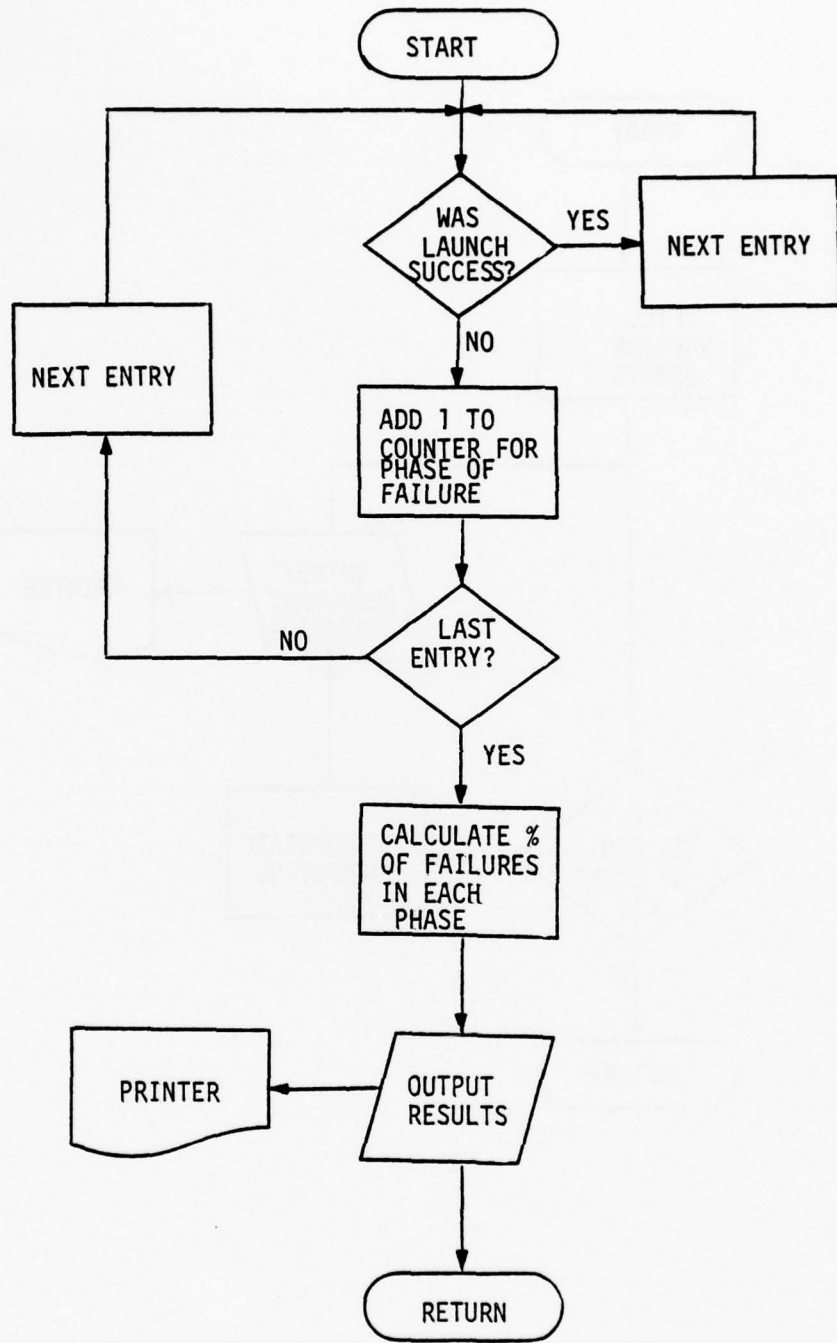 START
WAS
LAUNCH
SUCCESS?
YES
NEXT ENTRY
NO
NEXT ENTRY
ADD 1 TO
COUNTER FOR
PHASE OF
FAILURE
LAST
ENTRY?
NO
YES
CALCULATE %
OF FAILURES
IN EACH
PHASE
OUTPUT
RESULTS
PRINTER
RETURN